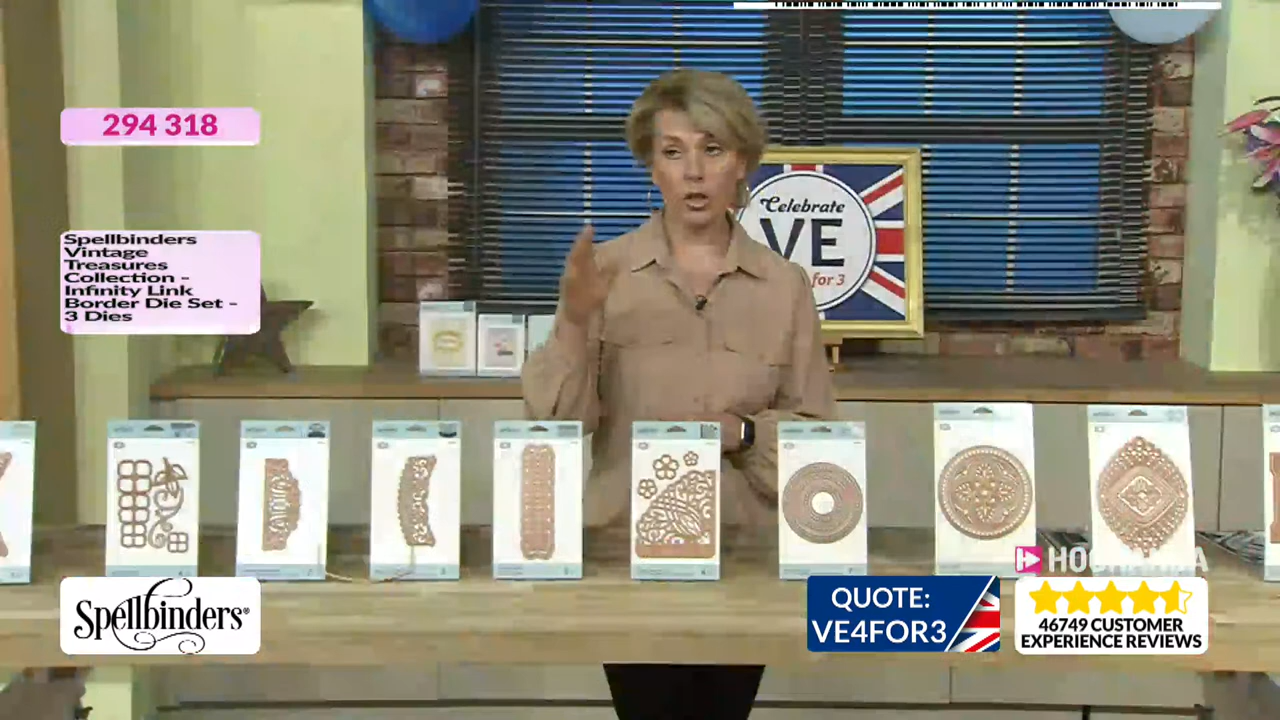 294 318
Spellbinders
Vintage
Treasures
Collection -
Infinity Link
Border Die Set -
3 Dies
Celebrate
VE
for 3
Spellbinders®
QUOTE:
VE4FOR3
46749 CUSTOMER
EXPERIENCE REVIEWS